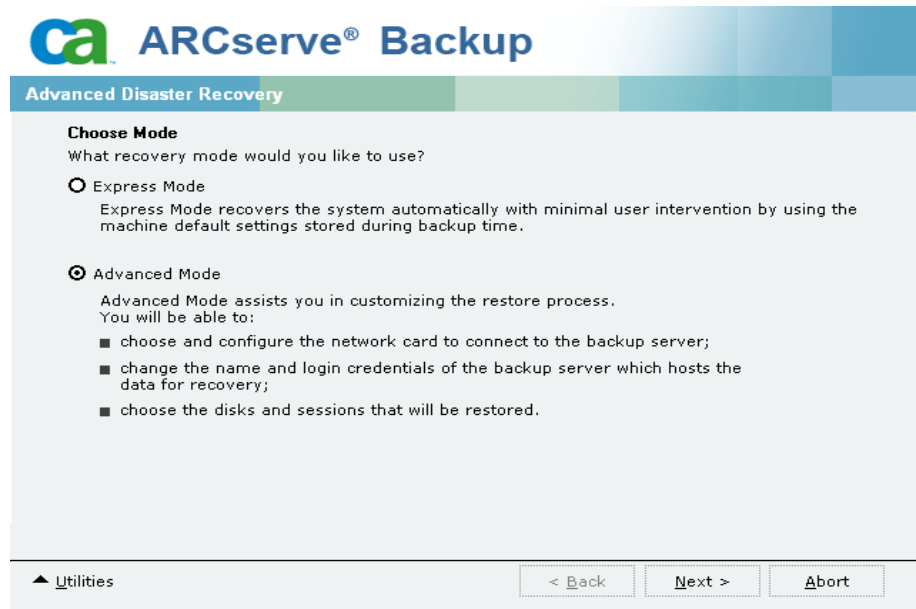 ca ARCserve® Backup
Advanced Disaster Recovery
Choose Mode
What recovery mode would you like to use?
Express Mode
Express Mode recovers the system automatically with minimal user intervention by using the
machine default settings stored during backup time.
Advanced Mode
Advanced Mode assists you in customizing the restore process.
You will be able to:
choose and configure the network card to connect to the backup server;
change the name and login credentials of the backup server which hosts the
data for recovery;
choose the disks and sessions that will be restored.
Utilities
< Back
Next >
Abort